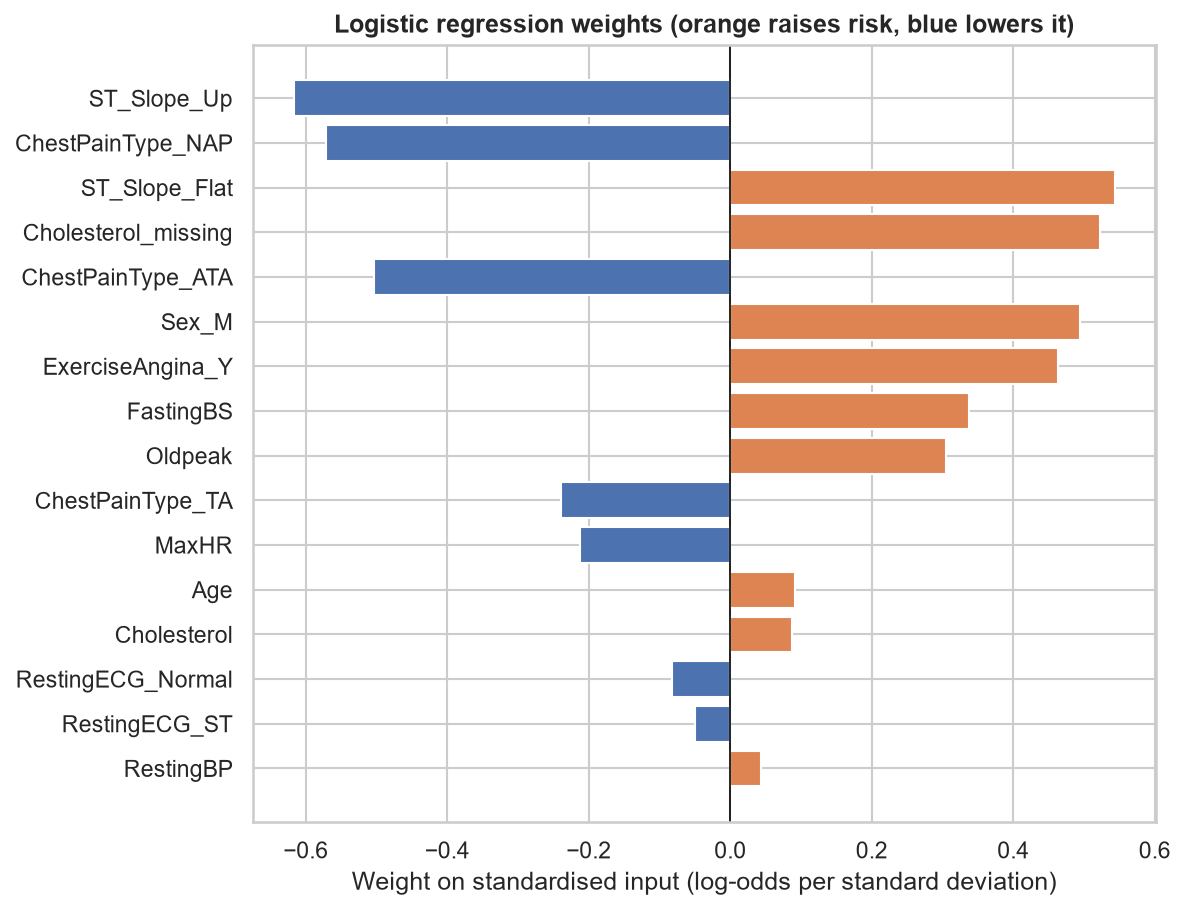 Logistic regression weights (orange raises risk, blue lowers it)
ST_Slope_Up
ChestPainType_NAP
ST_Slope_Flat
Cholesterol_missing
ChestPainType_ATA
Sex_M
ExerciseAngina_Y
FastingBS
Oldpeak
ChestPainType_TA
MaxHR
Age
Cholesterol
RestingECG_Normal
RestingECG_ST
RestingBP
−0.6 −0.4 −0.2 0.0 0.2 0.4 0.6
Weight on standardised input (log-odds per standard deviation)